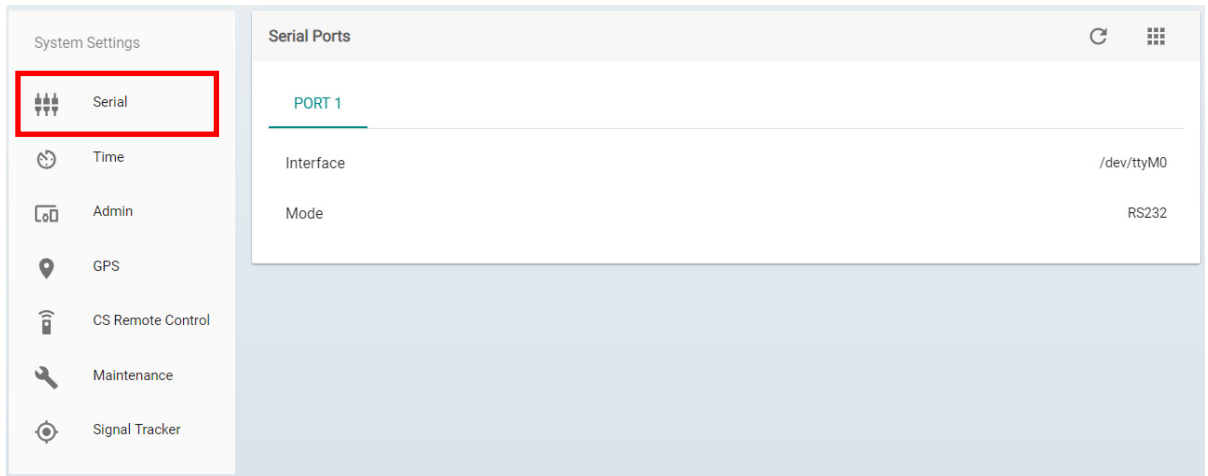 System Settings
Serial
Time
Admin
GPS
CS Remote Control
Maintenance
Signal Tracker
Serial Ports
PORT 1
Interface /dev/ttyM0
Mode RS232